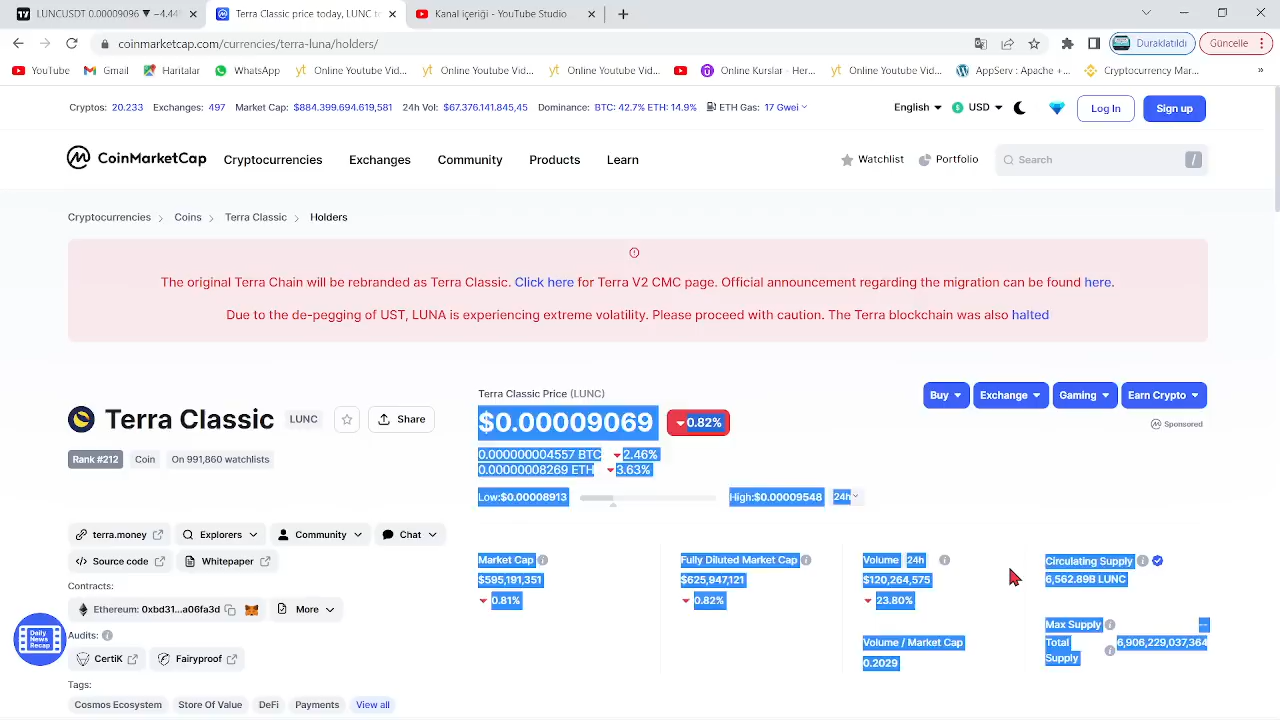 LUNCUSDT 0.00009096 ▼ −4.44
Terra Classic price today, LUNC to
Kanal içeriği - YouTube Studio
coinmarketcap.com/currencies/terra-luna/holders/
Duraklatıldı
Güncelle
YouTube
Gmail
Haritalar
WhatsApp
Online Youtube Vid...
Online Youtube Vid...
Online Youtube Vid...
Online Kurslar - Her...
Online Youtube Vid...
AppServ : Apache +...
Cryptocurrency Mar...
»
Cryptos: 20.233 Exchanges: 497 Market Cap: $884.399.694.619,581 24h Vol: $67.376.141.845,45 Dominance: BTC: 42.7% ETH: 14.9% ETH Gas: 17 Gwei
English USD Log In Sign up
CoinMarketCap Cryptocurrencies Exchanges Community Products Learn
Watchlist Portfolio Search /
Cryptocurrencies > Coins > Terra Classic > Holders
The original Terra Chain will be rebranded as Terra Classic. Click here for Terra V2 CMC page. Official announcement regarding the migration can be found here.
Due to the de-pegging of UST, LUNA is experiencing extreme volatility. Please proceed with caution. The Terra blockchain was also halted
Terra Classic LUNC Share
Rank #212 Coin On 991,860 watchlists
Terra Classic Price (LUNC)
$0.00009069 0.82%
0.000000004557 BTC 2.46%
0.00000008269 ETH 3.63%
Low:$0.00008913 High:$0.00009548 24h
Buy Exchange Gaming Earn Crypto
Sponsored
terra.money Explorers Community Chat
Source code Whitepaper
Contracts:
Ethereum: 0xbd31...a06fa3d More
Audits:
CertiK Fairproof
Tags:
Cosmos Ecosystem Store Of Value DeFi Payments View all
Daily
News
Recap
Market Cap
$595,191,351
0.81%
Fully Diluted Market Cap
$625,947,121
0.82%
Volume 24h
$120,264,575
23.80%
Volume / Market Cap
0.2029
Circulating Supply
6,562.89B LUNC
Max Supply --
Total Supply 6,906,229,037,364